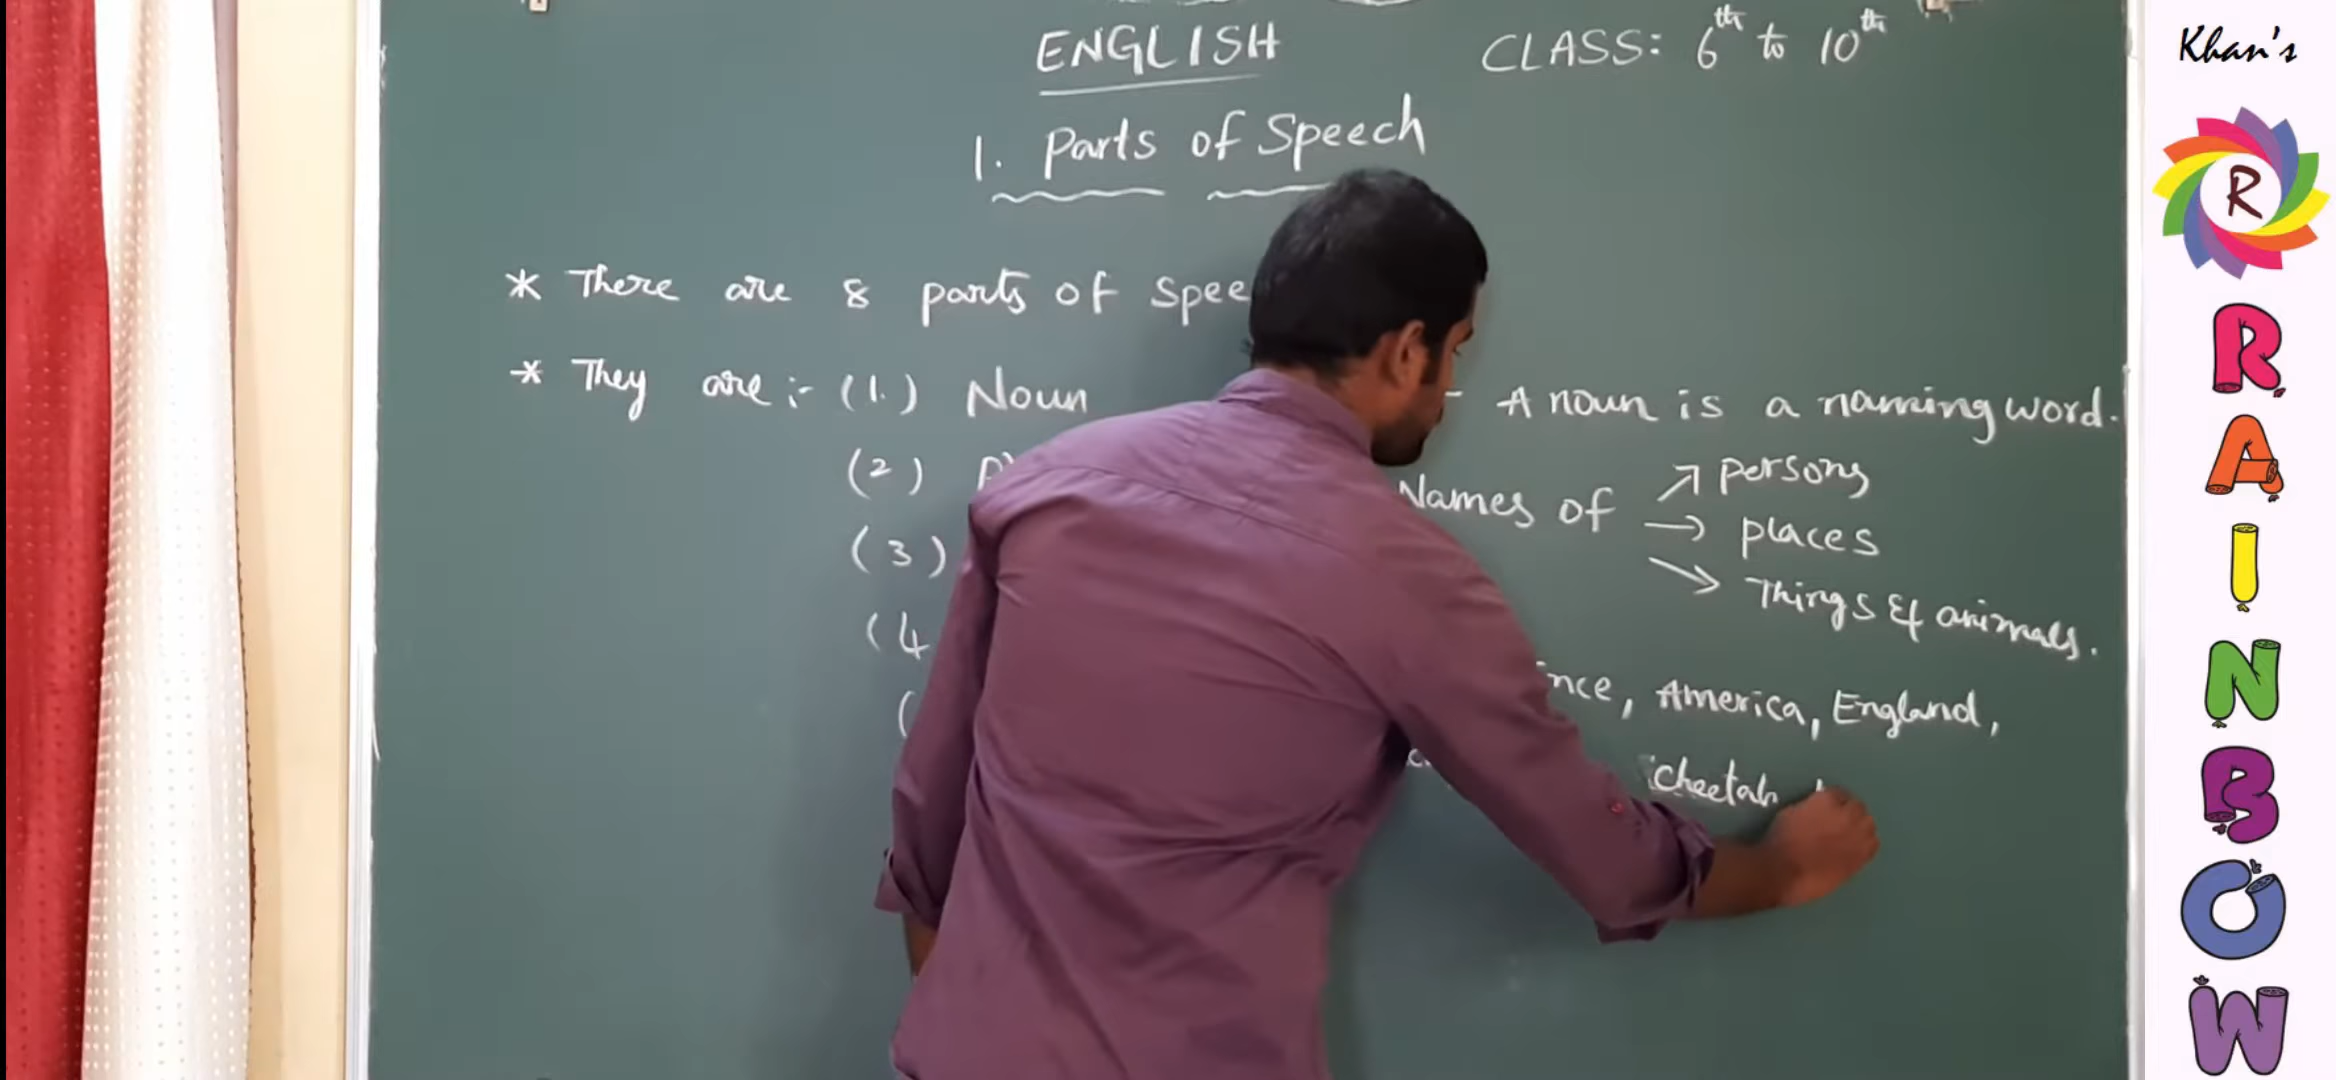 ENGLISH
CLASS: 6th to 10th
1. Parts of Speech
* There are 8 parts of Spee
* They are :- (1.) Noun - A noun is a naming word.
(2)
Names of → persons
→ places
→ Things & animals.
(3)
(4
America, England,
cheetah
Khan's
R
RAINBOW